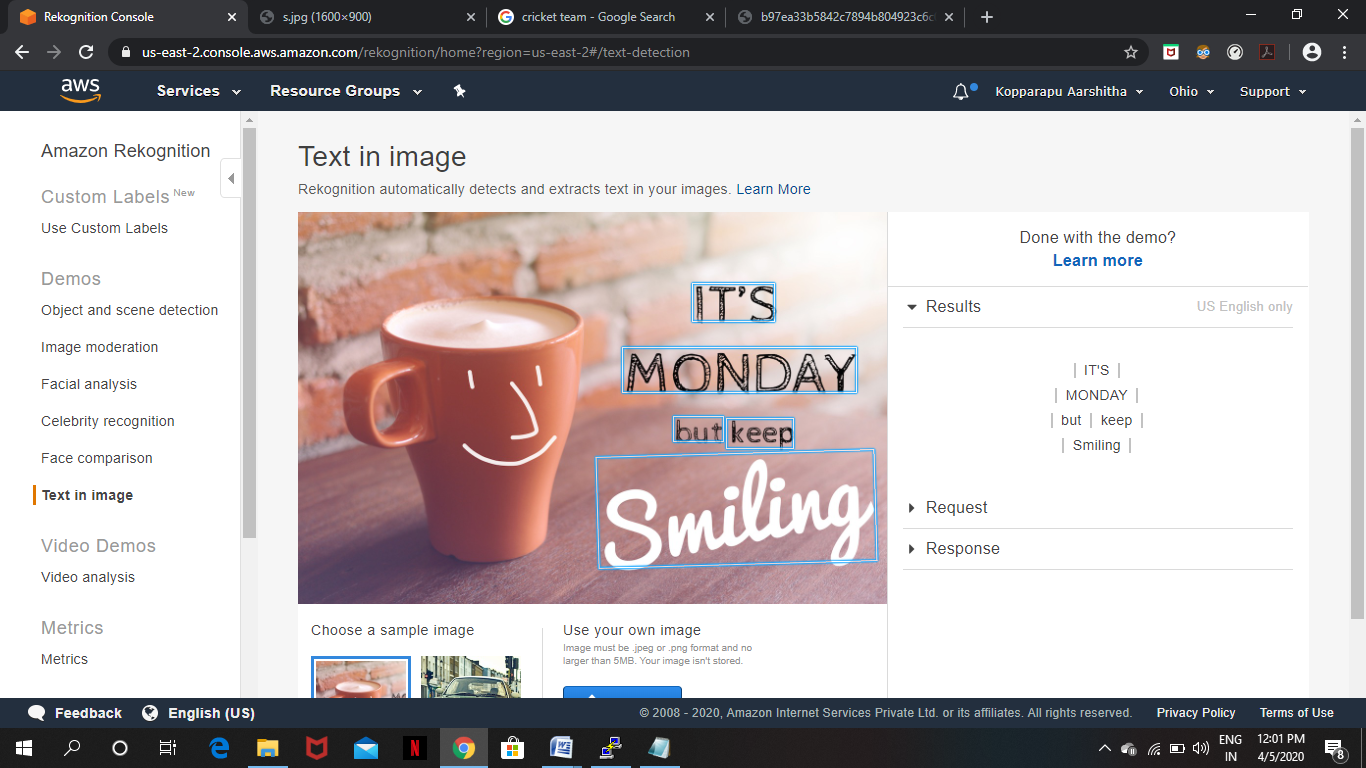 Rekognition Console
s.jpg (1600×900)
cricket team - Google Search
b97ea33b5842c7894b804923c6c
us-east-2.console.aws.amazon.com/rekognition/home?region=us-east-2#/text-detection
aws
Services
Resource Groups
Kopparapu Aarshitha
Ohio
Support
Amazon Rekognition
Custom Labels New
Use Custom Labels
Demos
Object and scene detection
Image moderation
Facial analysis
Celebrity recognition
Face comparison
Text in image
Video Demos
Video analysis
Metrics
Metrics
Text in image
Rekognition automatically detects and extracts text in your images. Learn More
IT'S
MONDAY
but keep
Smiling
Choose a sample image
Use your own image
Image must be .jpeg or .png format and no
larger than 5MB. Your image isn't stored.
Done with the demo?
Learn more
Results
US English only
| IT'S |
| MONDAY |
| but | keep |
| Smiling |
Request
Response
Feedback
English (US)
© 2008 - 2020, Amazon Internet Services Private Ltd. or its affiliates. All rights reserved.
Privacy Policy
Terms of Use
ENG
IN
12:01 PM
4/5/2020
8